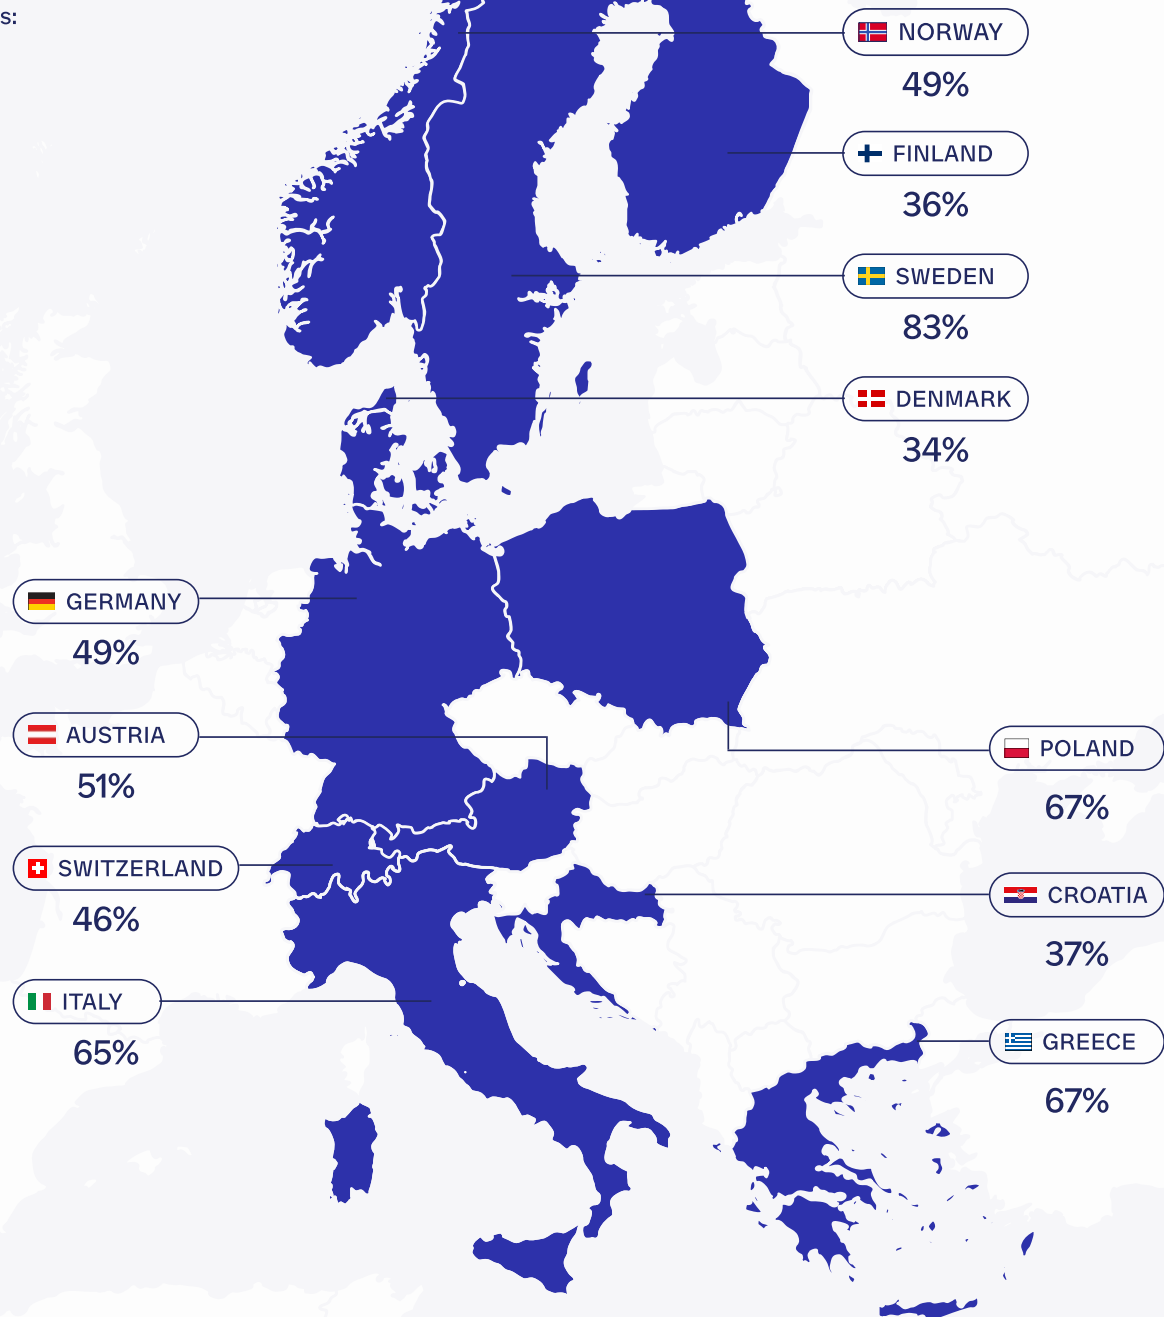 s:
NORWAY
49%
FINLAND
36%
SWEDEN
83%
DENMARK
34%
GERMANY
49%
AUSTRIA
51%
SWITZERLAND
46%
ITALY
65%
POLAND
67%
CROATIA
37%
GREECE
67%